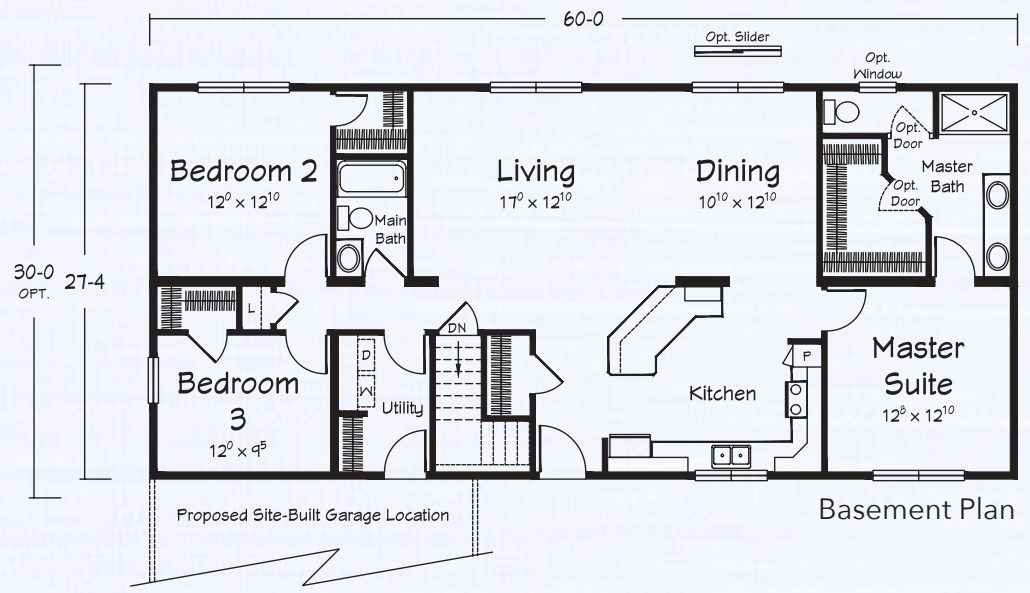 60-0
Opt. Slider
Opt.
Window
Opt.
Door
Bedroom 2
12⁰ x 12¹⁰
Living
17⁰ x 12¹⁰
Dining
10¹⁰ x 12¹⁰
Master
Bath
Opt.
Door
Main
Bath
30-0
OPT.
27-4
L
DN
D
W
Bedroom
3
12⁰ x 9⁵
Utility
Kitchen
P
Master
Suite
12⁸ x 12¹⁰
Proposed Site-Built Garage Location
Basement Plan